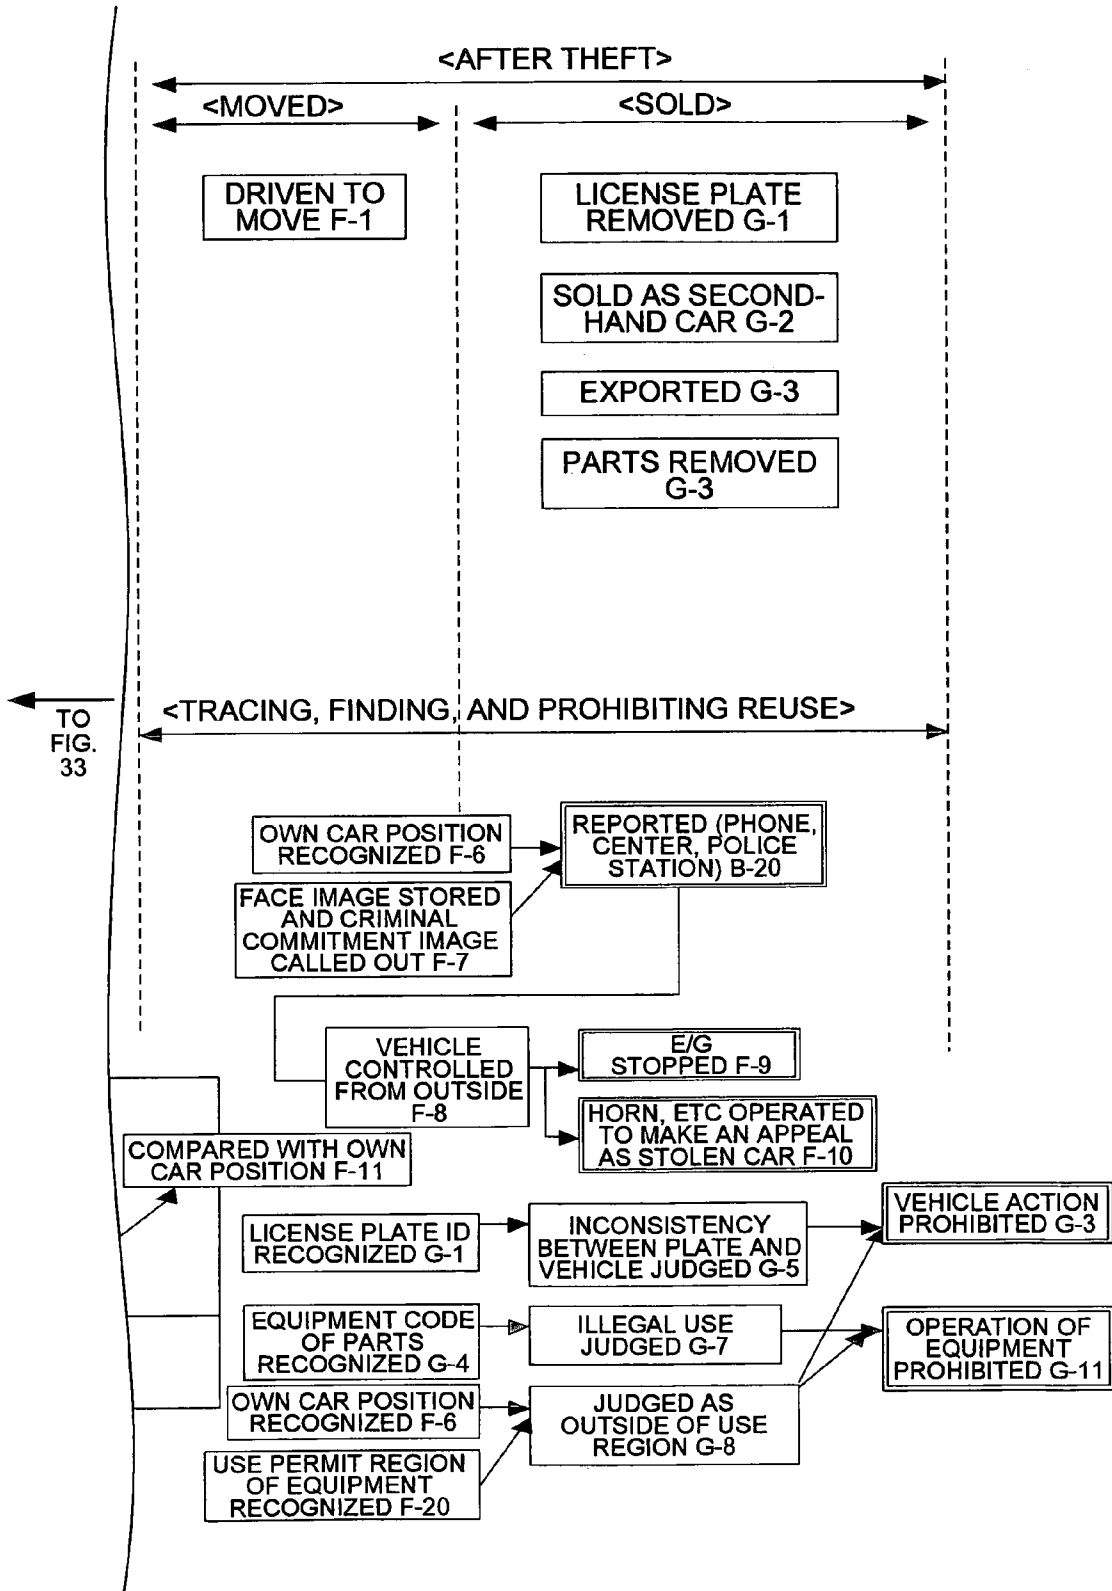 <AFTER THEFT>
<MOVED>
<SOLD>
DRIVEN TO
MOVE F-1
LICENSE PLATE
REMOVED G-1
SOLD AS SECOND-
HAND CAR G-2
EXPORTED G-3
PARTS REMOVED
G-3
TO
FIG.
33
<TRACING, FINDING, AND PROHIBITING REUSE>
OWN CAR POSITION
RECOGNIZED F-6
REPORTED (PHONE,
CENTER, POLICE
STATION) B-20
FACE IMAGE STORED
AND CRIMINAL
COMMITMENT IMAGE
CALLED OUT F-7
VEHICLE
CONTROLLED
FROM OUTSIDE
F-8
E/G
STOPPED F-9
HORN, ETC OPERATED
TO MAKE AN APPEAL
AS STOLEN CAR F-10
COMPARED WITH OWN
CAR POSITION F-11
LICENSE PLATE ID
RECOGNIZED G-1
INCONSISTENCY
BETWEEN PLATE AND
VEHICLE JUDGED G-5
VEHICLE ACTION
PROHIBITED G-3
EQUIPMENT CODE
OF PARTS
RECOGNIZED G-4
ILLEGAL USE
JUDGED G-7
OPERATION OF
EQUIPMENT
PROHIBITED G-11
OWN CAR POSITION
RECOGNIZED F-6
JUDGED AS
OUTSIDE OF USE
REGION G-8
USE PERMIT REGION
OF EQUIPMENT
RECOGNIZED F-20